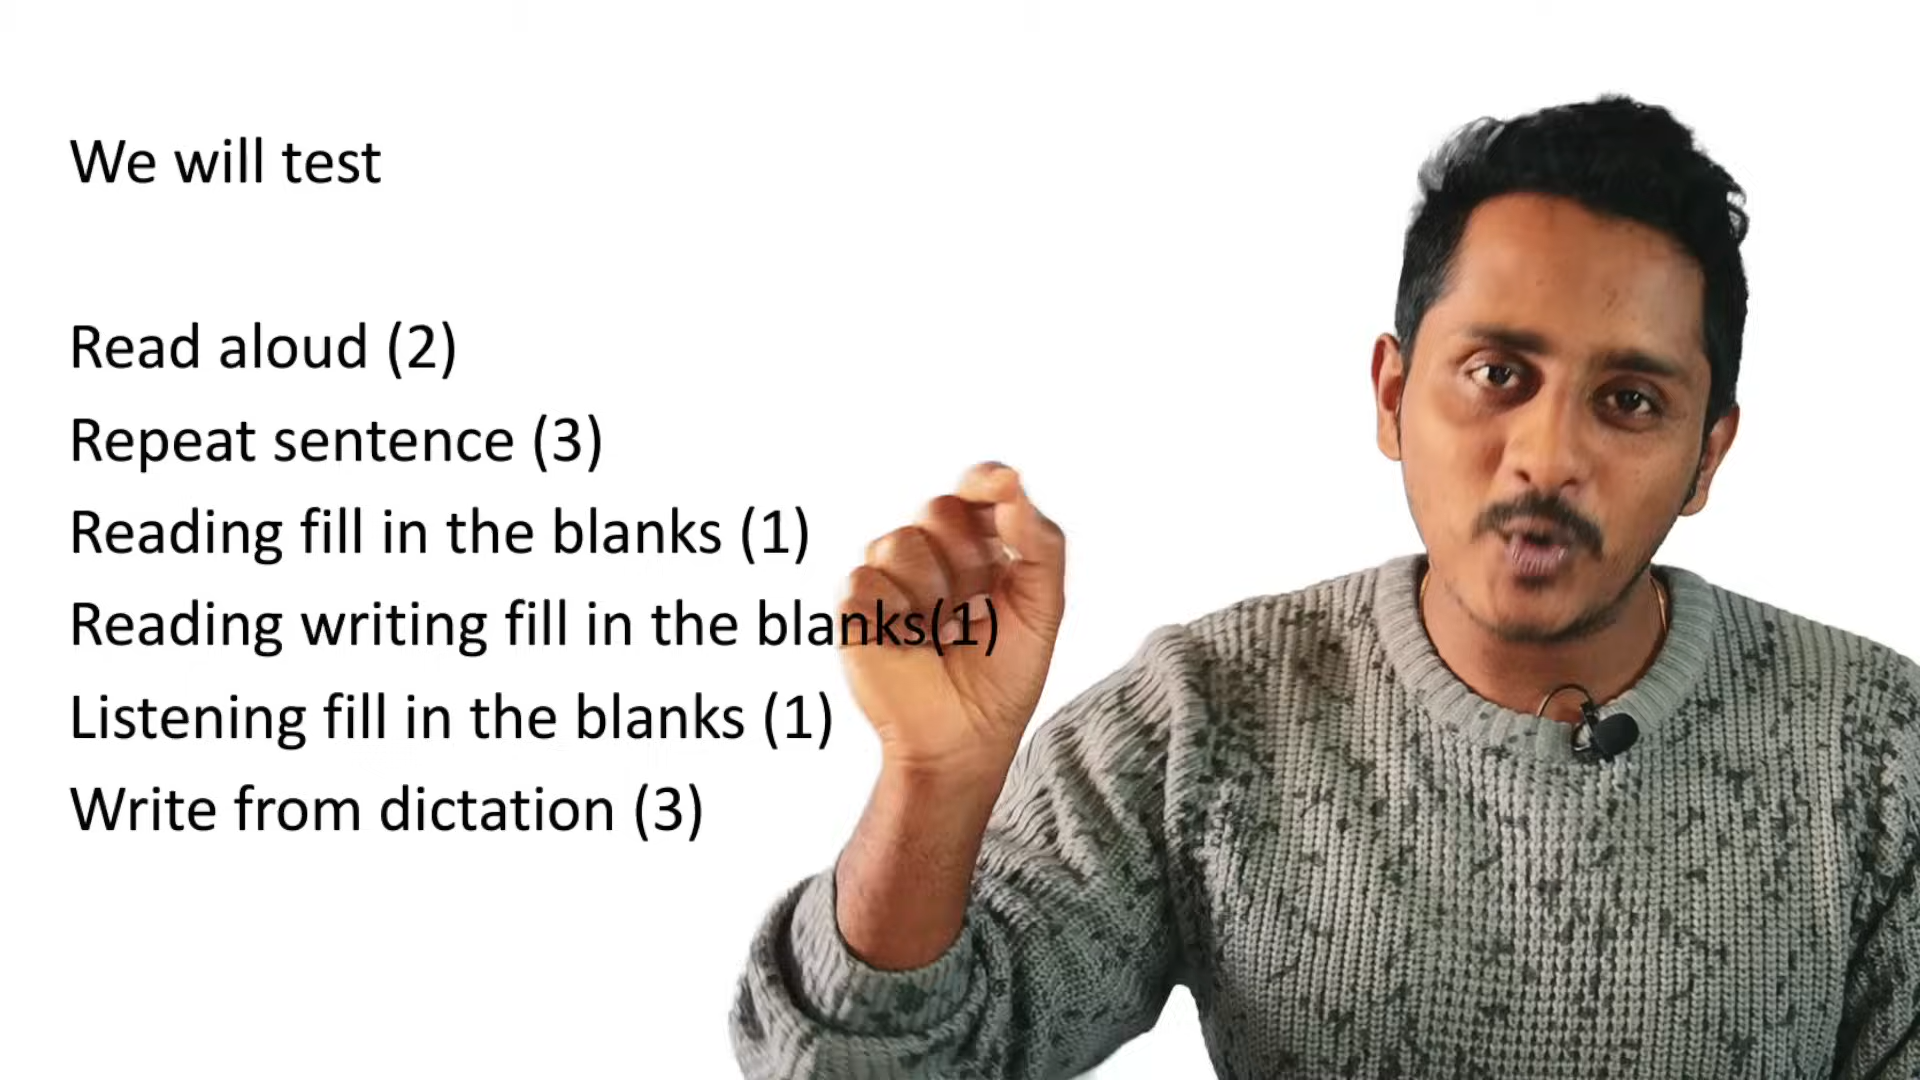 We will test
Read aloud (2)
Repeat sentence (3)
Reading fill in the blanks (1)
Reading writing fill in the blanks(1)
Listening fill in the blanks (1)
Write from dictation (3)